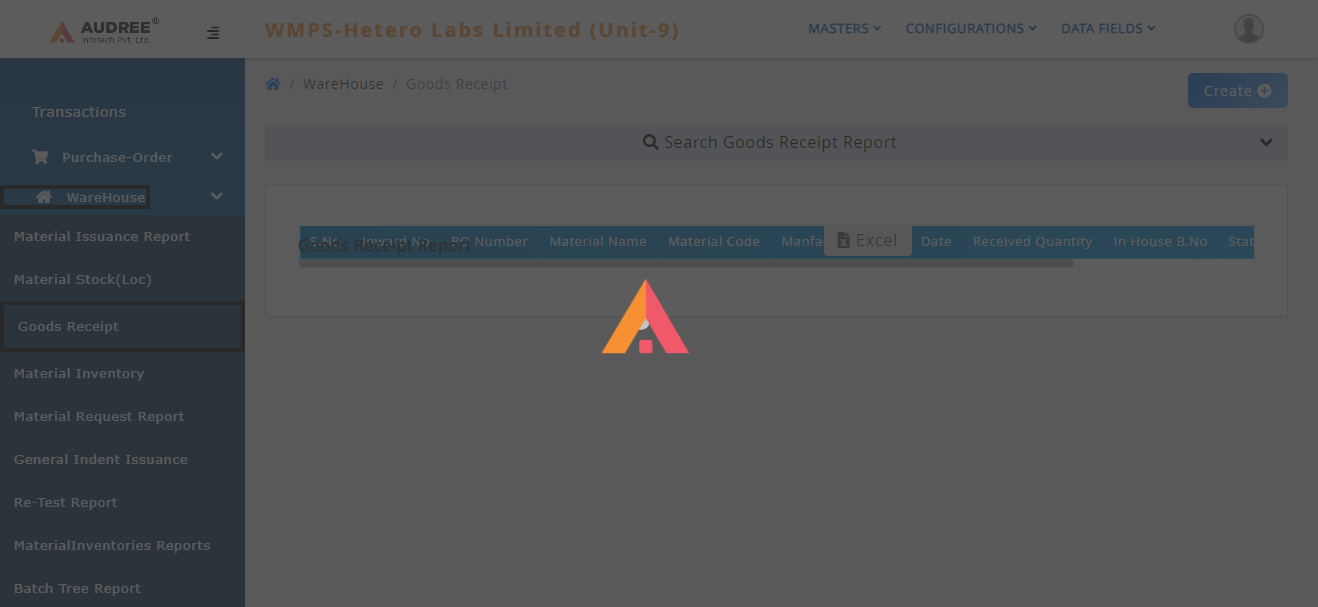 AUDREE®
Infotech Pvt. Ltd.
WMPS-Hetero Labs Limited (Unit-9)
MASTERS
CONFIGURATIONS
DATA FIELDS
/ WareHouse / Goods Receipt
Create
Transactions
Purchase-Order
WareHouse
Material Issuance Report
Material Stock(Loc)
Goods Receipt
Material Inventory
Material Request Report
General Indent Issuance
Re-Test Report
MaterialInventories Reports
Batch Tree Report
Search Goods Receipt Report
Goods Receipt Report
Excel
S.No Inward No PO Number Material Name Material Code Manfa Date Received Quantity In House B.No Stat